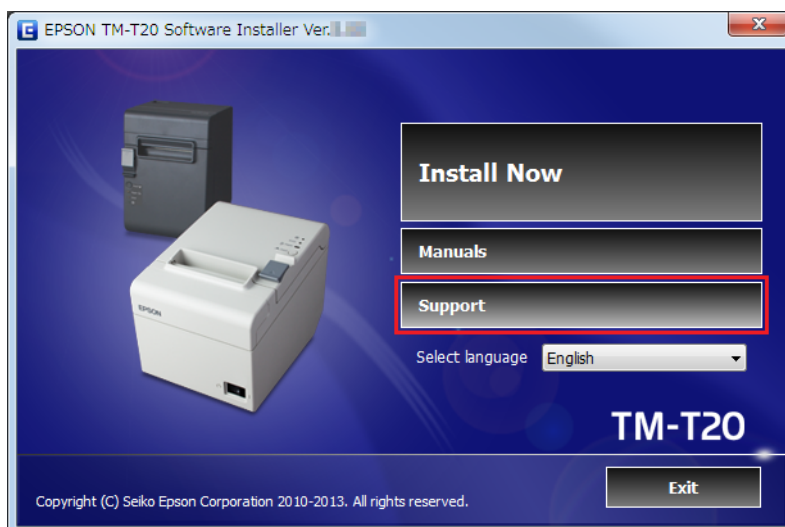 EPSON TM-T20 Software Installer Ver.
Install Now
Manuals
Support
Select language English
EPSON
TM-T20
Exit
Copyright (C) Seiko Epson Corporation 2010-2013. All rights reserved.